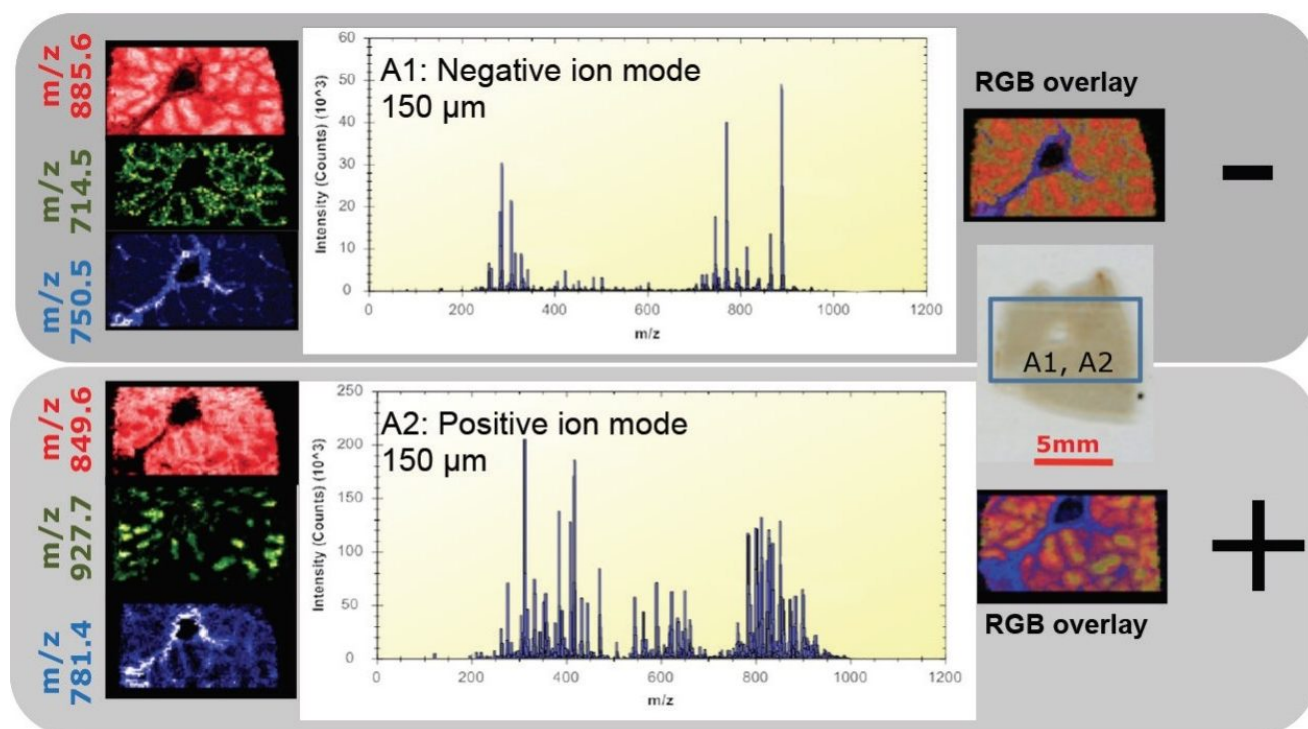 m/z
885.6
m/z
714.5
m/z
750.5
A1: Negative ion mode
150 µm
60
50
40
30
20
10
0
Intensity (Counts) (10^3)
0 200 400 600 800 1000 1200
m/z
RGB overlay
-
A1, A2
5mm
m/z
849.6
m/z
927.7
m/z
781.4
A2: Positive ion mode
150 µm
250
200
150
100
50
0
Intensity (Counts) (10^3)
0 200 400 600 800 1000 1200
m/z
+
RGB overlay